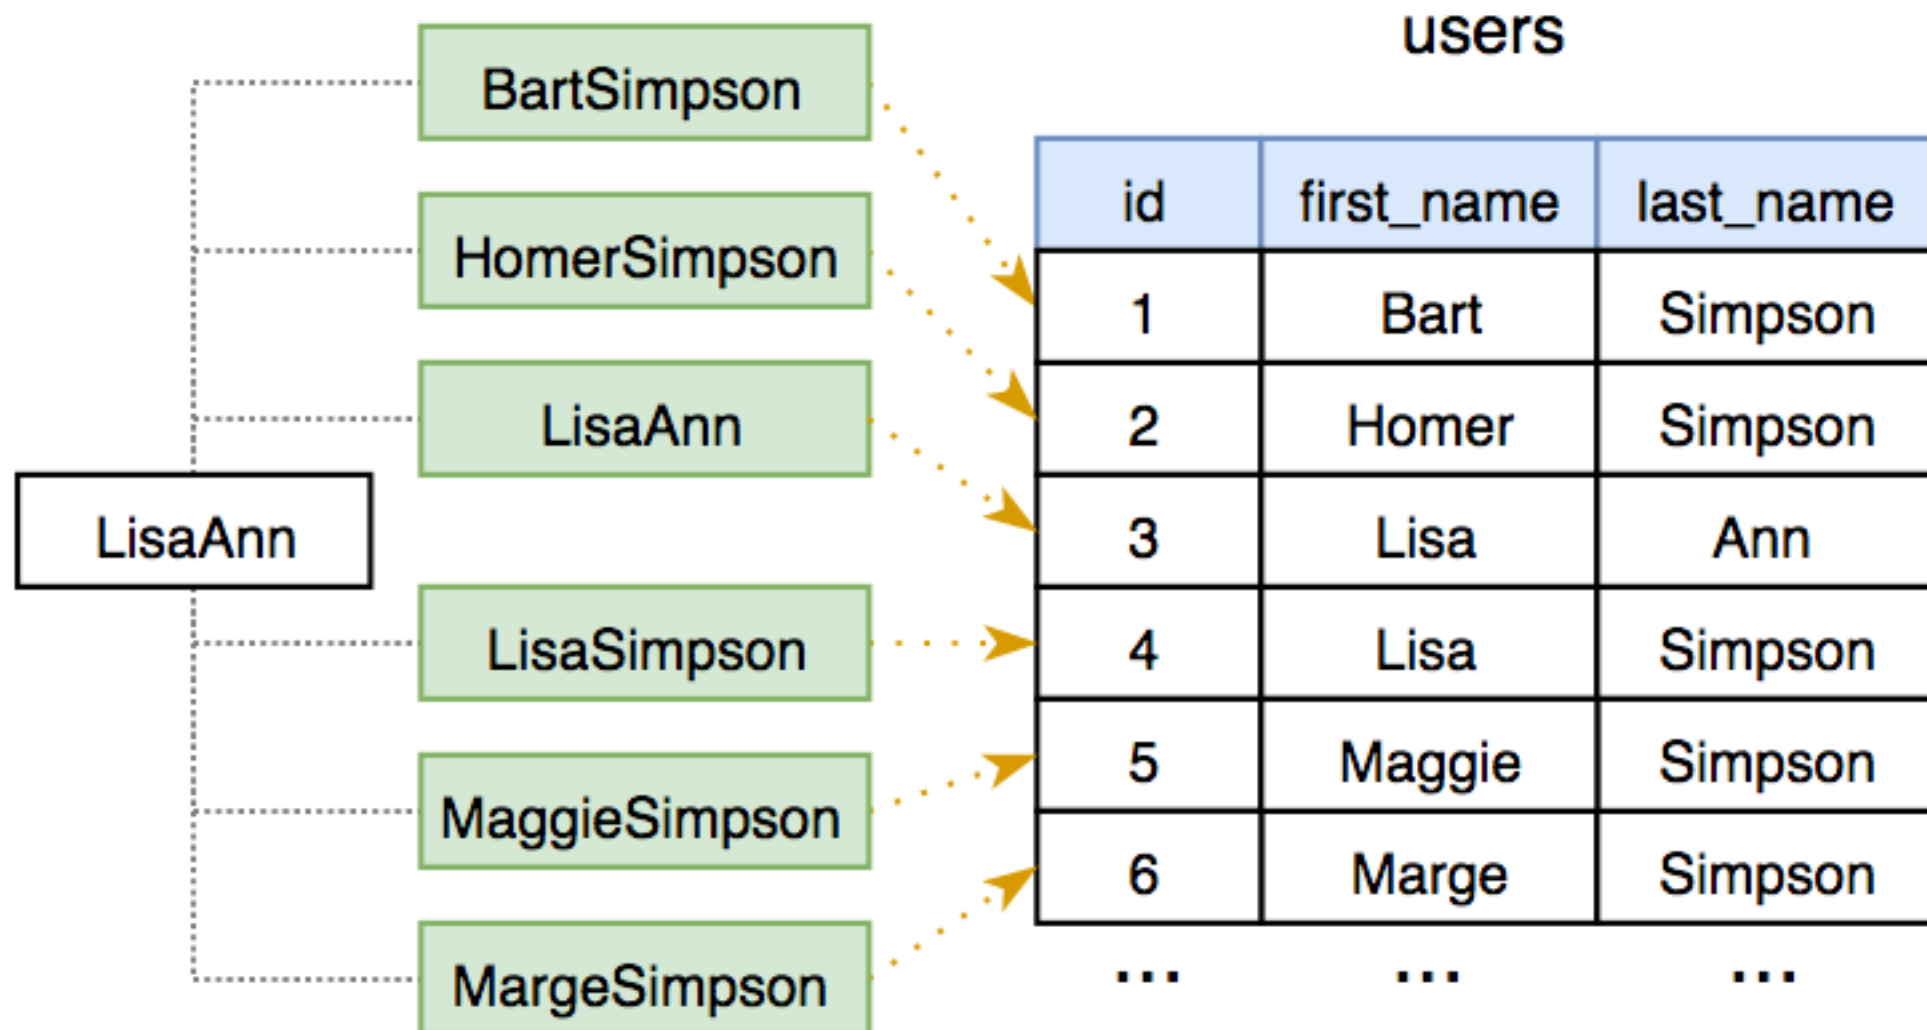 users
BartSimpson
HomerSimpson
LisaAnn
LisaAnn
LisaSimpson
MaggieSimpson
MargeSimpson
id first_name last_name
1 Bart Simpson
2 Homer Simpson
3 Lisa Ann
4 Lisa Simpson
5 Maggie Simpson
6 Marge Simpson
... ... ...